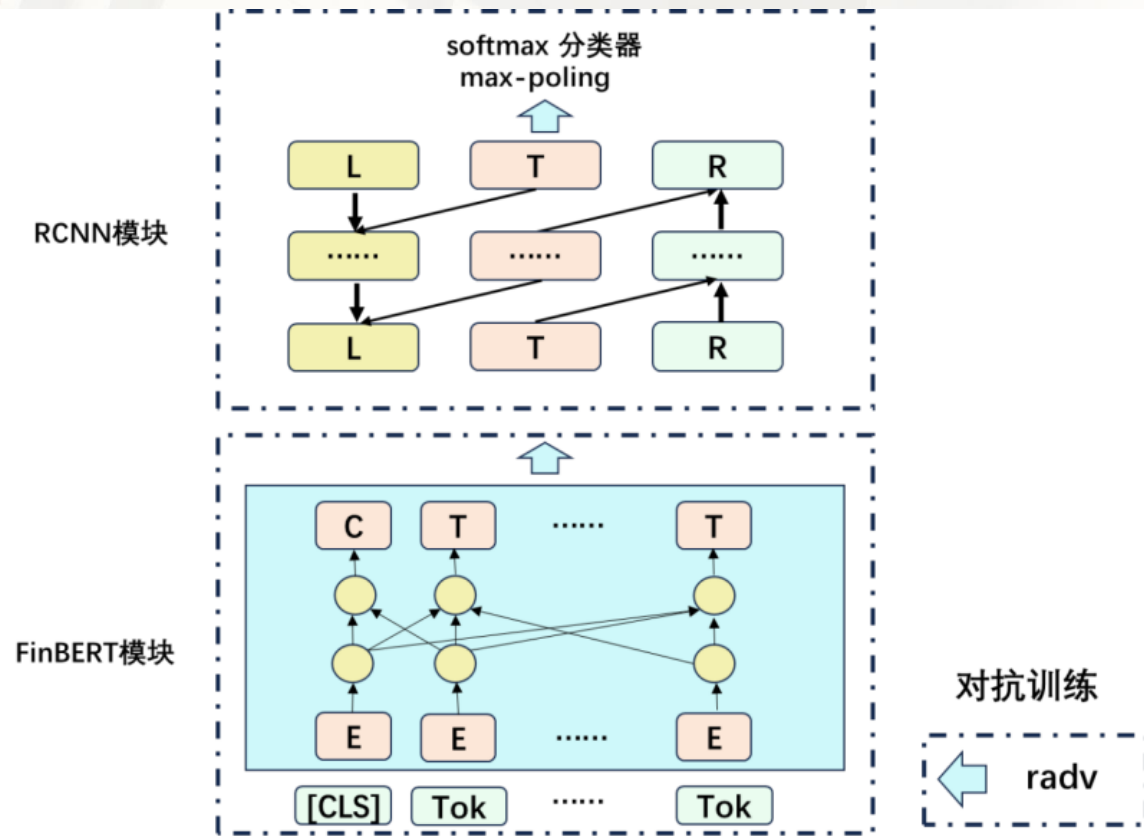 softmax 分类器
max-poling
L T R
RCNN模块
...... ...... ......
L T R
C T ...... T
FinBERT模块
E E ...... E
[CLS] Tok ...... Tok
对抗训练
radv